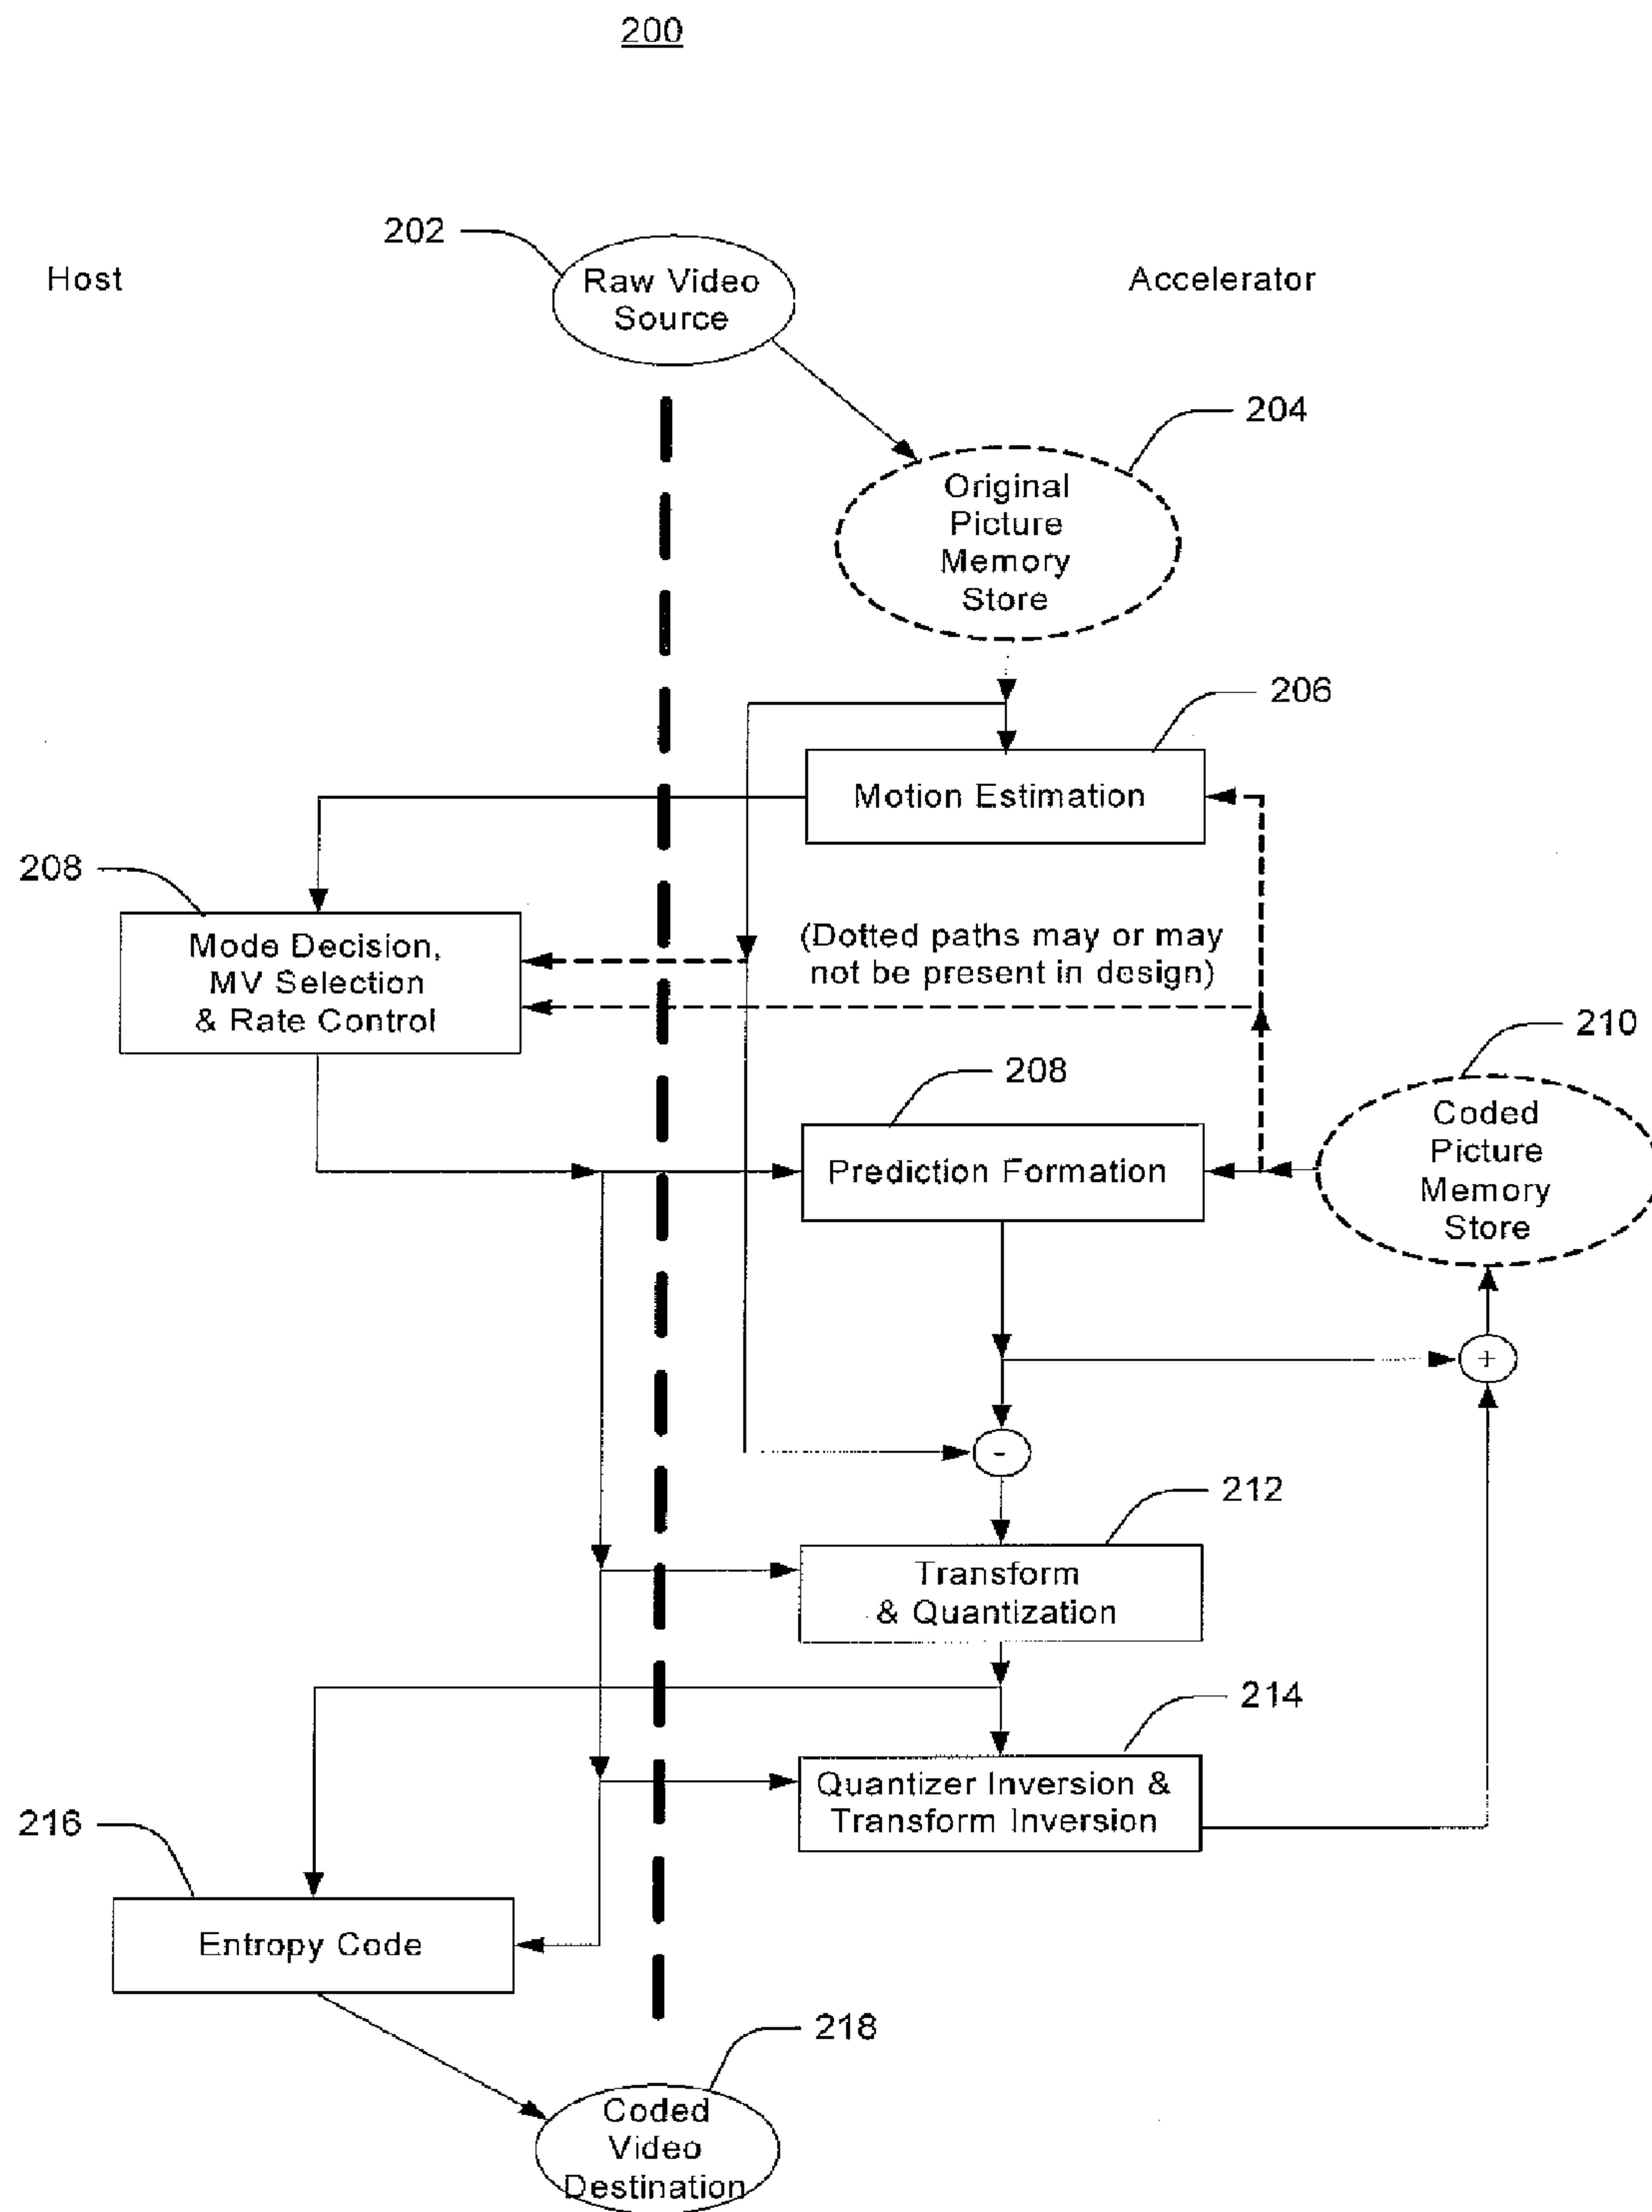 200
202
Host
Raw Video
Source
Accelerator
204
Original
Picture
Memory
Store
206
Motion Estimation
208
Mode Decision,
MV Selection
& Rate Control
(Dotted paths may or may
not be present in design)
210
208
Coded
Picture
Memory
Store
Prediction Formation
+
-
212
Transform
& Quantization
214
Quantizer Inversion &
Transform Inversion
216
Entropy Code
218
Coded
Video
Destination